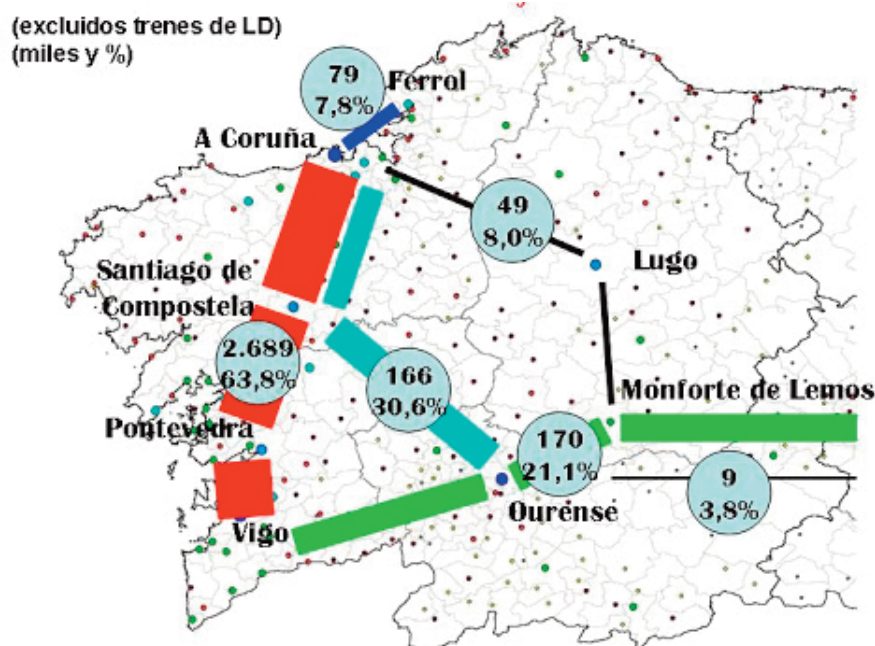 (excluidos trenes de LD)
(miles y %)
79
7,8%
Ferrol
A Coruña
49
8,0%
Lugo
Santiago de
Compostela
2.689
63,8%
166
30,6%
Monforte de Lemos
Pontevedra
170
21,1%
9
3,8%
Ourense
Vigo